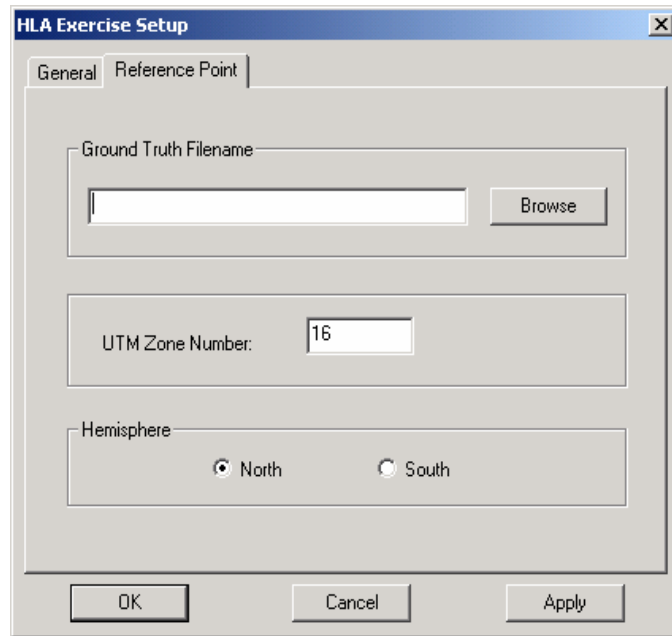 HLA Exercise Setup
General Reference Point
Ground Truth Filename
Browse
UTM Zone Number: 16
Hemisphere
North South
OK Cancel Apply